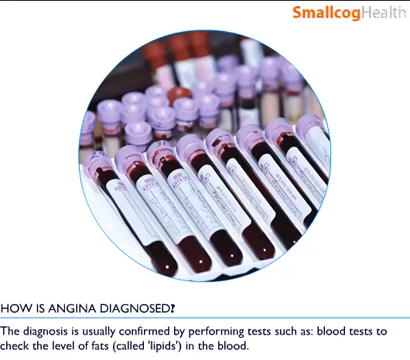 SmallcogHealth
HOW IS ANGINA DIAGNOSED?
The diagnosis is usually confirmed by performing tests such as: blood tests to
check the level of fats (called 'lipids') in the blood.